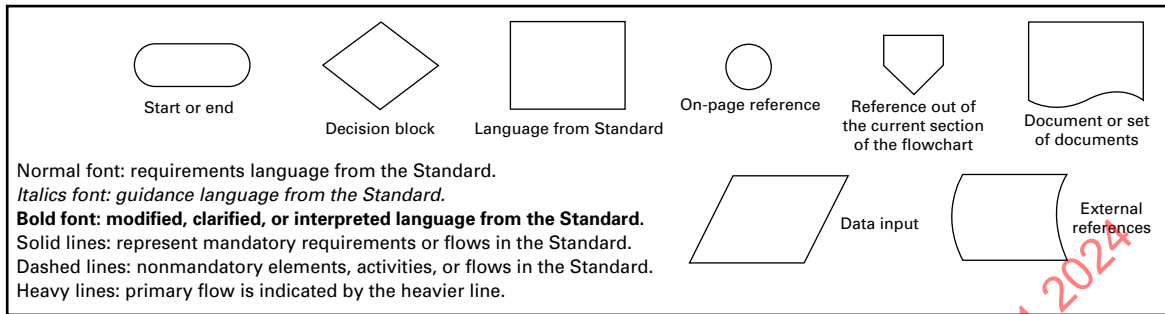 Start or end
Decision block
Language from Standard
On-page reference
Reference out of
the current section
of the flowchart
Document or set
of documents
Normal font: requirements language from the Standard.
Italics font: guidance language from the Standard.
Bold font: modified, clarified, or interpreted language from the Standard.
Solid lines: represent mandatory requirements or flows in the Standard.
Dashed lines: nonmandatory elements, activities, or flows in the Standard.
Heavy lines: primary flow is indicated by the heavier line.
Data input
External
references
2024